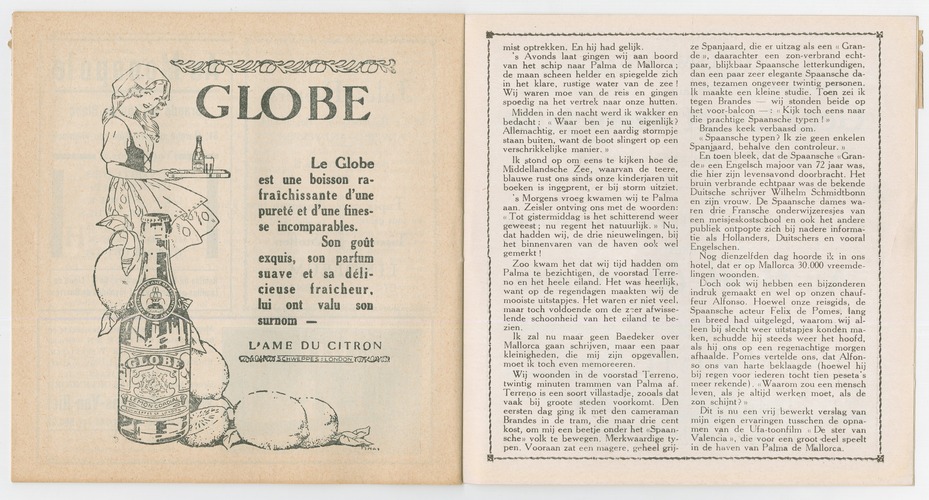 GLOBE
Le Globe
est une boisson ra-
fraîchissante d'une
pureté et d'une fines-
se incomparables.
Son goût
exquis, son parfum
suave et sa déli-
cieuse fraîcheur,
lui ont valu son
surnom —
L'AME DU CITRON
SCHWEPPES LONDON
GLOBE
mist optrekken. En hij had gelijk.
's Avonds laat gingen wij aan boord
van het schip naar Palma de Mallorca;
de maan scheen helder en spiegelde zich
in het klare, rustige water van de zee!
Wij waren moe van de reis en gingen
spoedig na het vertrek naar onze hutten.
Midden in den nacht werd ik wakker en
bedacht: « Waar ben je nu eigenlijk?
Allemachtig, er moet een aardig stormpje
staan buiten, want de boot slingert op een
verschrikkelijke manier. »
Ik stond op om eens te kijken hoe de
Middellandsche Zee, waarvan de teere,
blauwe rust ons sinds onze kinderjaren uit
boeken is ingeprent, er bij storm uitziet.
's Morgens vroeg kwamen wij te Palma
aan. Zeisler ontving ons met de woorden:
« Tot gistermiddag is het schitterend weer
geweest; nu regent het natuurlijk. » Nu,
dat hadden wij, de drie nieuwelingen, bij
het binnenvaren van de haven ook wel
gemerkt!
Zoo kwam het dat wij tijd hadden om
Palma te bezichtigen, de voorstad Terre-
no en het heele eiland. Het was heerlijk,
want op de regendagen maakten wij de
mooiste uitstapjes. Het waren er niet veel,
maar toch voldoende om de zeer afwisse-
lende schoonheid van het eiland te be-
zien.
Ik zal nu maar geen Baedeker over
Mallorca gaan schrijven, maar een paar
kleinigheden, die mij zijn opgevallen,
moet ik toch even memoreeren.
Wij woonden in de voorstad Terreno,
twintig minuten trammen van Palma af.
Terreno is een soort villastadje, zooals dat
vaak bij groote steden voorkomt. Den
eersten dag ging ik met den cameraman
Brandes in de tram, die maar drie cent
kost, om mij een beetje onder het «Spaan-
sche» volk te bewegen. Merkwaardige ty-
pen. Vooraan zat een magere, geheel grij-
ze Spanjaard, die er uitzag als een « Gran-
de », daarachter een zon-verbrand echt-
paar, blijkbaar Spaansche letterkundigen,
dan een paar zeer elegante Spaansche da-
mes, tezamen ongeveer twintig personen.
Ik maakte een kleine studie. Toen zei ik
tegen Brandes — wij stonden beide op
het voor-balcon —: « Kijk toch eens naar
die prachtige Spaansche typen! »
Brandes keek verbaasd om.
« Spaansche typen? Ik zie geen enkelen
Spanjaard, behalve den controleur. »
En toen bleek, dat de Spaansche «Gran-
de» een Engelsch majoor van 72 jaar was,
die hier zijn levensavond doorbracht. Het
bruin verbrande echtpaar was de bekende
Duitsche schrijver Wilhelm Schmidtbonn
en zijn vrouw. De Spaansche dames wa-
ren drie Fransche onderwijzeresjes van
een meisjeskostschool en ook het andere
publiek ontpopte zich bij nadere informa-
tie als Hollanders, Duitschers en vooral
Engelschen.
Nog dienzelfden dag hoorde ik in ons
hotel, dat er op Mallorca 30.000 vreemde-
lingen woonden.
Doch ook wij hebben een bijzonderen
indruk gemaakt en wel op onzen chauf-
feur Alfonso. Hoewel onze reisgids, de
Spaansche acteur Felix de Pomes, lang
en breed had uitgelegd, waarom wij al-
leen bij slecht weer uitstapjes konden ma-
ken, schudde hij steeds weer het hoofd,
als hij ons op een regenachtige morgen
afhaalde. Pomes vertelde ons, dat Alfon-
so ons van harte beklaagde (hoewel hij
bij regen voor iederen tocht tien peseta's
meer rekende). «Waarom zou een mensch
leven, als je altijd werken moet, als de
zon schijnt? »
Dit is nu een vrij bewerkt verslag van
mijn eigen ervaringen tusschen de opna-
men van de Ufa-toonfilm « De ster van
Valencia », die voor een groot deel speelt
in de haven van Palma de Mallorca.